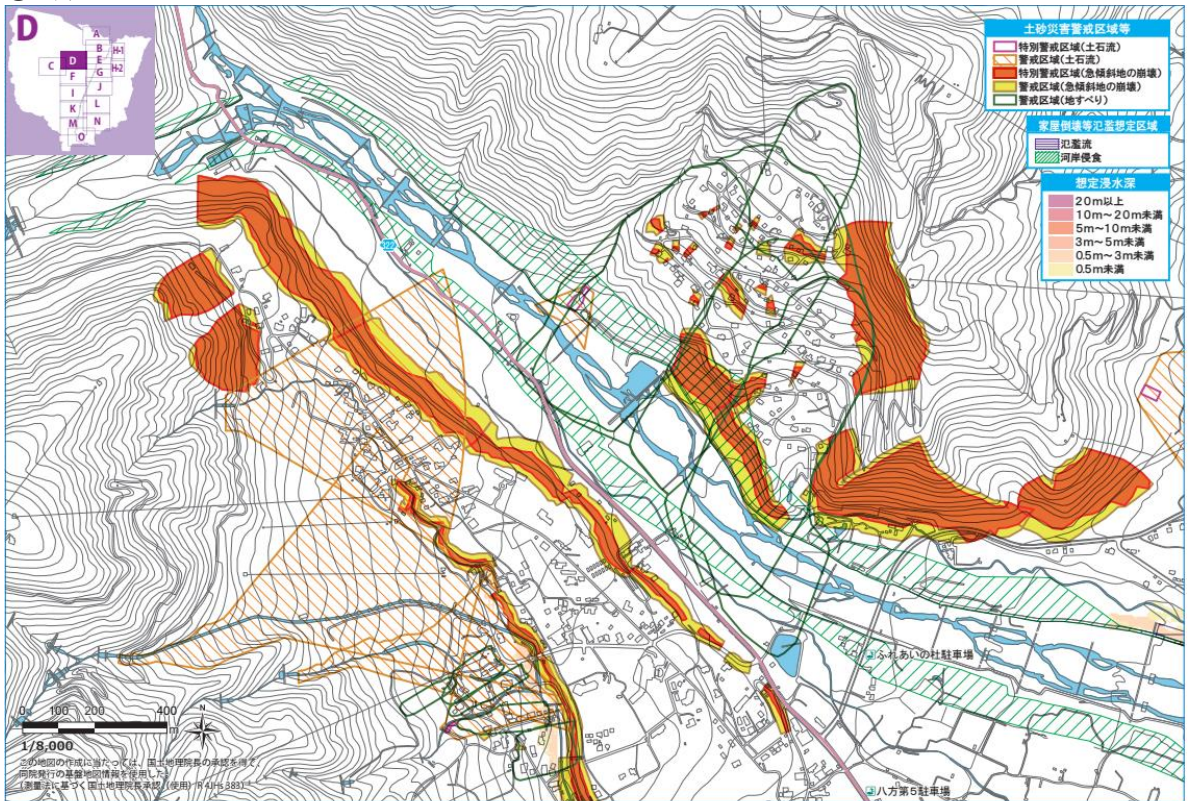 D
A
B
H-1
C
D
E
H-2
F
G
I
J
K
L
M
N
O
土砂災害警戒区域等
特別警戒区域(土石流)
警戒区域(土石流)
特別警戒区域(急傾斜地の崩壊)
警戒区域(急傾斜地の崩壊)
警戒区域(地すべり)
家屋倒壊等氾濫想定区域
氾濫流
河岸侵食
想定浸水深
20m以上
10m～20m未満
5m～10m未満
3m～5m未満
0.5m～3m未満
0.5m未満
322
ふれあいの杜駐車場
八方第5駐車場
0 100 200 400
m
N
1/8,000
この地図の作成に当たっては、国土地理院長の承認を得て、
同院発行の基盤地図情報を使用した。
(測量法に基づく国土地理院長承認(使用)R 4JHs 383)